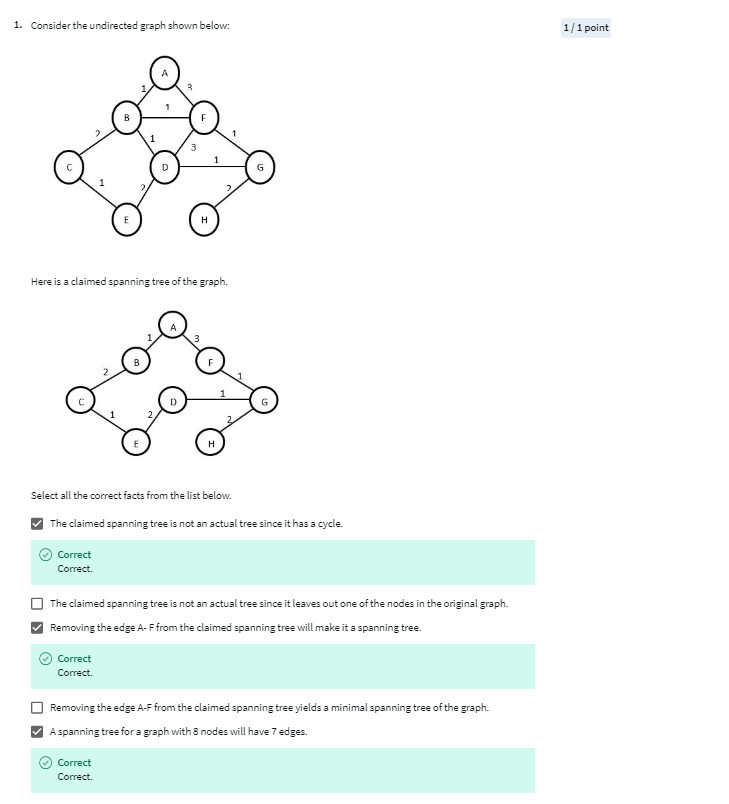 1. Consider the undirected graph shown below:
1 / 1 point
A
1
3
B
1
F
2
1
3
1
C
D
1
G
1
2
2
E
H
Here is a claimed spanning tree of the graph.
A
1
3
B
F
2
1
C
D
1
G
1
2
2
E
H
Select all the correct facts from the list below.
The claimed spanning tree is not an actual tree since it has a cycle.
Correct
Correct.
The claimed spanning tree is not an actual tree since it leaves out one of the nodes in the original graph.
Removing the edge A- F from the claimed spanning tree will make it a spanning tree.
Correct
Correct.
Removing the edge A-F from the claimed spanning tree yields a minimal spanning tree of the graph.
A spanning tree for a graph with 8 nodes will have 7 edges.
Correct
Correct.